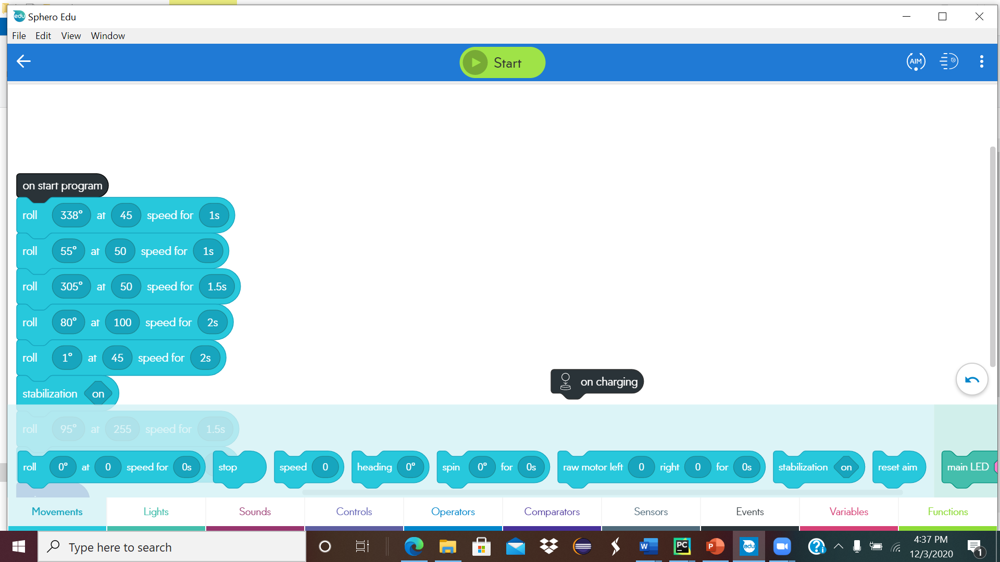 edu Sphero Edu
File Edit View Window
Start
AIM
on start program
roll 338° at 45 speed for 1s
roll 55° at 50 speed for 1s
roll 305° at 50 speed for 1.5s
roll 80° at 100 speed for 2s
roll 1° at 45 speed for 2s
on charging
stabilization on
roll 95° at 255 speed for 1.5s
roll 0° at 0 speed for 0s stop speed 0 heading 0° spin 0° for 0s raw motor left 0 right 0 for 0s stabilization on reset aim main LED
Movements Lights Sounds Controls Operators Comparators Sensors Events Variables Functions
Type here to search
W PC P edu
4:37 PM
12/3/2020
1